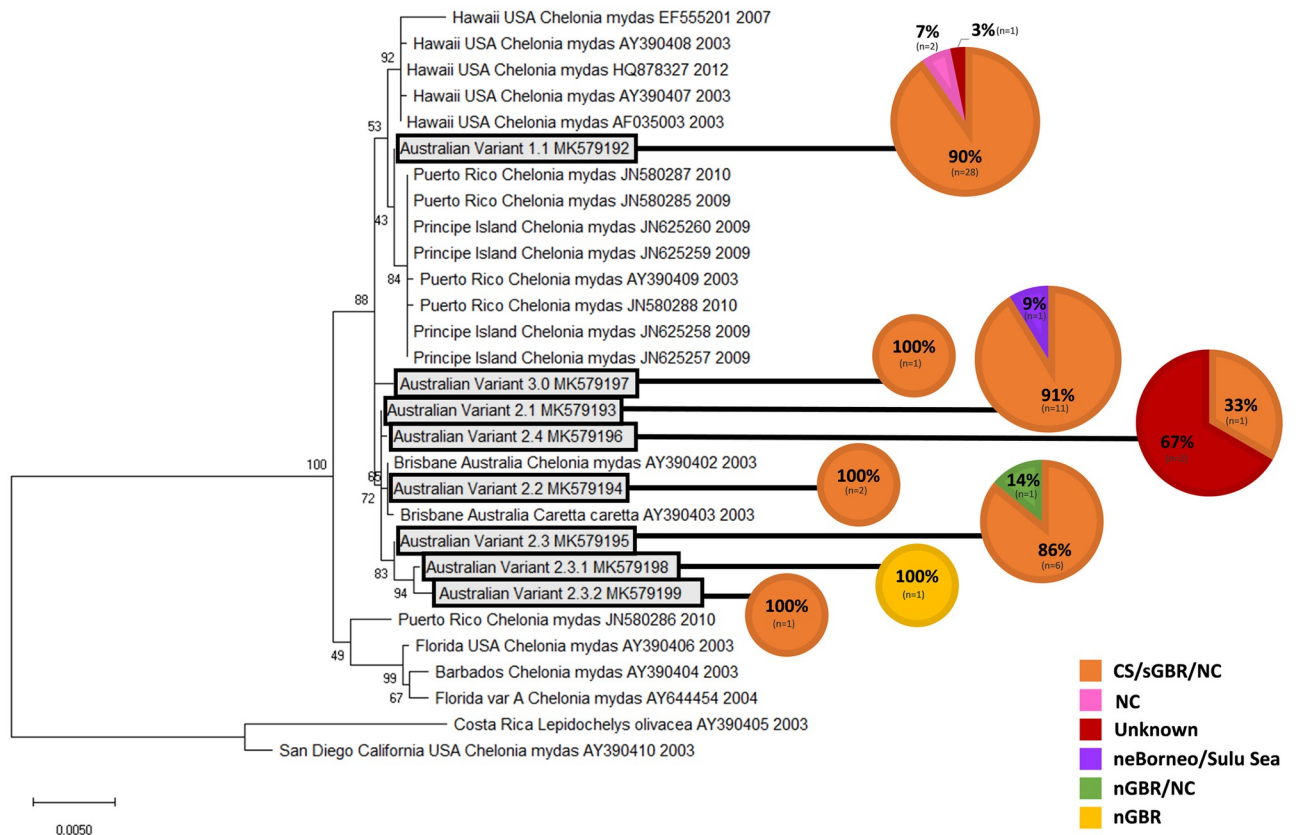 Hawaii USA Chelonia mydas EF555201 2007
Hawaii USA Chelonia mydas AY390408 2003
Hawaii USA Chelonia mydas HQ878327 2012
Hawaii USA Chelonia mydas AY390407 2003
Hawaii USA Chelonia mydas AF035003 2003
Australian Variant 1.1 MK579192
Puerto Rico Chelonia mydas JN580287 2010
Puerto Rico Chelonia mydas JN580285 2009
Principe Island Chelonia mydas JN625260 2009
Principe Island Chelonia mydas JN625259 2009
Puerto Rico Chelonia mydas AY390409 2003
Puerto Rico Chelonia mydas JN580288 2010
Principe Island Chelonia mydas JN625258 2009
Principe Island Chelonia mydas JN625257 2009
Australian Variant 3.0 MK579197
Australian Variant 2.1 MK579193
Australian Variant 2.4 MK579196
Brisbane Australia Chelonia mydas AY390402 2003
Australian Variant 2.2 MK579194
Brisbane Australia Caretta caretta AY390403 2003
Australian Variant 2.3 MK579195
Australian Variant 2.3.1 MK579198
Australian Variant 2.3.2 MK579199
Puerto Rico Chelonia mydas JN580286 2010
Florida USA Chelonia mydas AY390406 2003
Barbados Chelonia mydas AY390404 2003
Florida var A Chelonia mydas AY644454 2004
Costa Rica Lepidochelys olivacea AY390405 2003
San Diego California USA Chelonia mydas AY390410 2003
92
53
43
84
88
100
65
72
83
94
49
99
67
0.0050
7%
(n=2)
3% (n=1)
90%
(n=28)
100%
(n=1)
9%
(n=1)
91%
(n=11)
33%
(n=1)
67%
100%
(n=2)
14%
(n=1)
86%
(n=6)
100%
(n=1)
100%
(n=1)
CS/sGBR/NC
NC
Unknown
neBorneo/Sulu Sea
nGBR/NC
nGBR